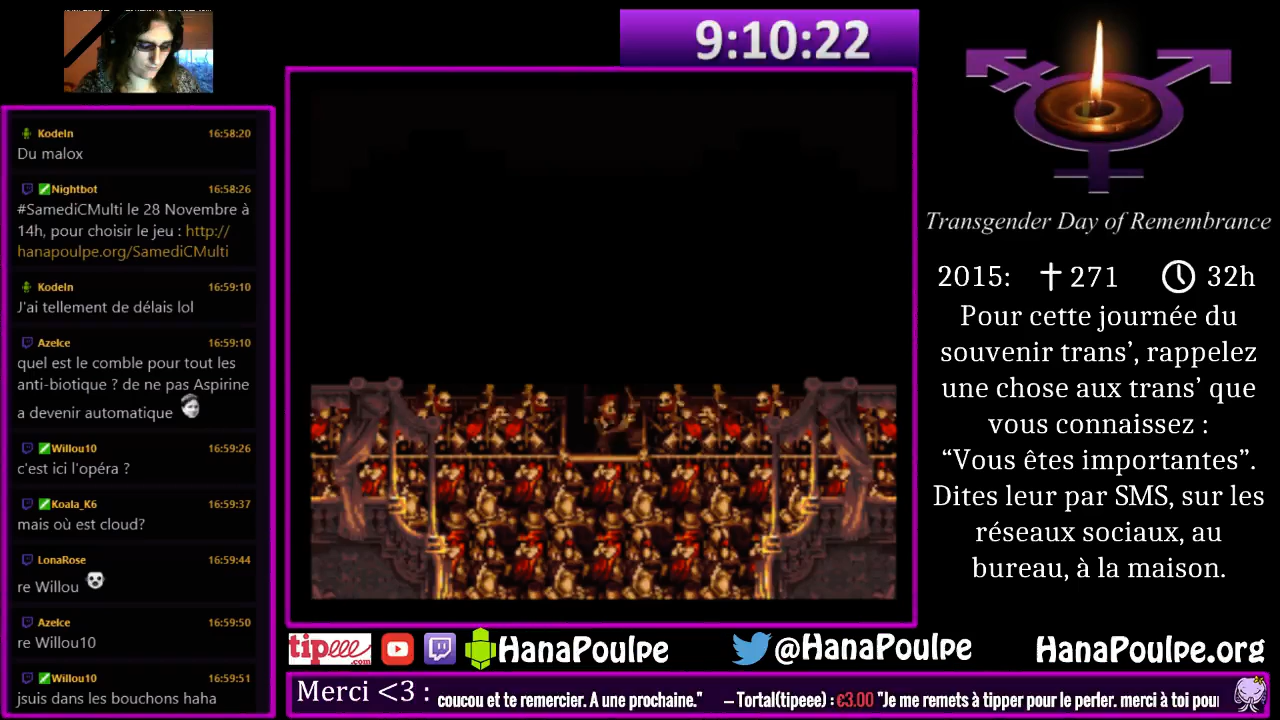 9:10:22
Kodeln 16:58:20
Du malox
Nightbot 16:58:26
#SamediCMulti le 28 Novembre à
14h, pour choisir le jeu : http://
hanapoulpe.org/SamediCMulti
Kodeln 16:59:10
J'ai tellement de délais lol
Azelce 16:59:10
quel est le comble pour tout les
anti-biotique ? de ne pas Aspirine
a devenir automatique
Willou10 16:59:26
c'est ici l'opéra ?
Koala_K6 16:59:37
mais où est cloud?
LonaRose 16:59:44
re Willou
Azelce 16:59:50
re Willou10
Willou10 16:59:51
jsuis dans les bouchons haha
Transgender Day of Remembrance
2015: 271 32h
Pour cette journée du
souvenir trans’, rappelez
une chose aux trans’ que
vous connaissez :
“Vous êtes importantes”.
Dites leur par SMS, sur les
réseaux sociaux, au
bureau, à la maison.
tipeee.com HanaPoulpe @HanaPoulpe HanaPoulpe.org
Merci <3 : coucou et te remercier. A une prochaine." — Tortal(tipeee) : €3.00 "Je me remets à tipper pour le perler. merci à toi pou